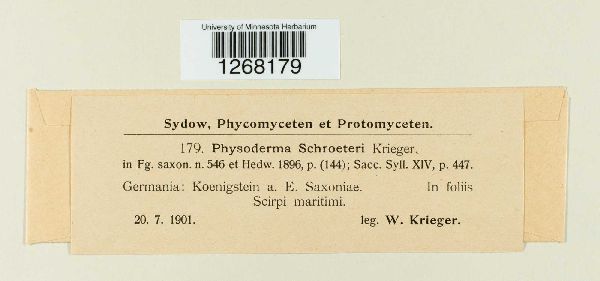 University of Minnesota Herbarium
1268179
Sydow, Phycomyceten et Protomyceten.
179. Physoderma Schroeteri Krieger,
in Fg. saxon. n. 546 et Hedw. 1896, p. (144); Sacc. Syll. XIV, p. 447.
Germania: Koenigstein a. E. Saxoniae. In foliis
Scirpi maritimi.
20. 7. 1901. leg. W. Krieger.